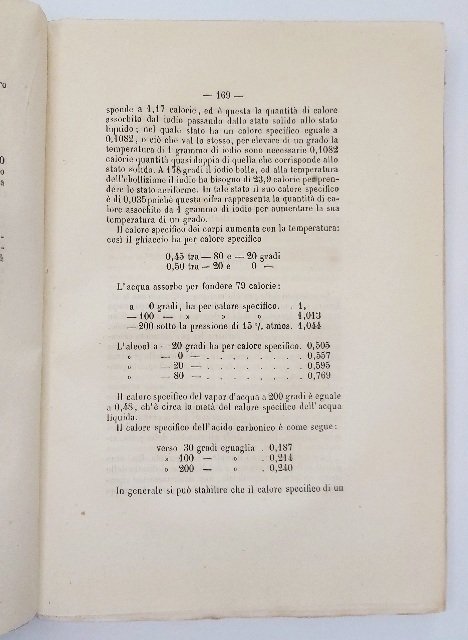 — 169 —
sponde a 1,17 calorie, ed è questa la quantità di calore
assorbito dal iodio passando dallo stato solido allo stato
liquido; nel quale stato ha un calore specifico eguale a
0,1082, o ciò che val lo stesso, per elevare di un grado la
temperatura di 1 grammo di iodio sono necessarie 0,1082
calorie quantità quasi doppia di quella che corrisponde allo
stato solido. A 178 gradi il iodio bolle, ed alla temperatura
dell'ebollizione il iodio ha bisogno di 23,9 calorie per pren-
dere lo stato aeriforme. In tale stato il suo calore specifico
è di 0,035 poichè questa cifra rappresenta la quantità di ca-
lore assorbito da 1 grammo di iodio per aumentare la sua
temperatura di un grado.
Il calore specifico dei corpi aumenta con la temperatura:
così il ghiaccio ha per calore specifico
0,45 tra — 80 e — 20 gradi
0,50 tra — 20 e 0 —
L'acqua assorbe per fondere 79 calorie:
a 0 gradi, ha per calore specifico. . 1,
— 100 — » » » 1,013
— 200 sotto la pressione di 15 ½ atmos. 1,044
L'alcool a — 20 gradi ha per calore specifico. 0,505
» — 0 — . . . . . . . . . 0,557
» — 20 — . . . . . . . . . 0,595
» — 80 — . . . . . . . . . 0,769
Il calore specifico del vapor d'acqua a 200 gradi è eguale
a 0,48, ch'è circa la metà del calore specifico dell'acqua
liquida.
Il calore specifico dell'acido carbonico è come segue:
verso 30 gradi eguaglia . 0,187
» 100 — » . 0,214
» 200 — » . 0,240
In generale si può stabilire che il calore specifico di un